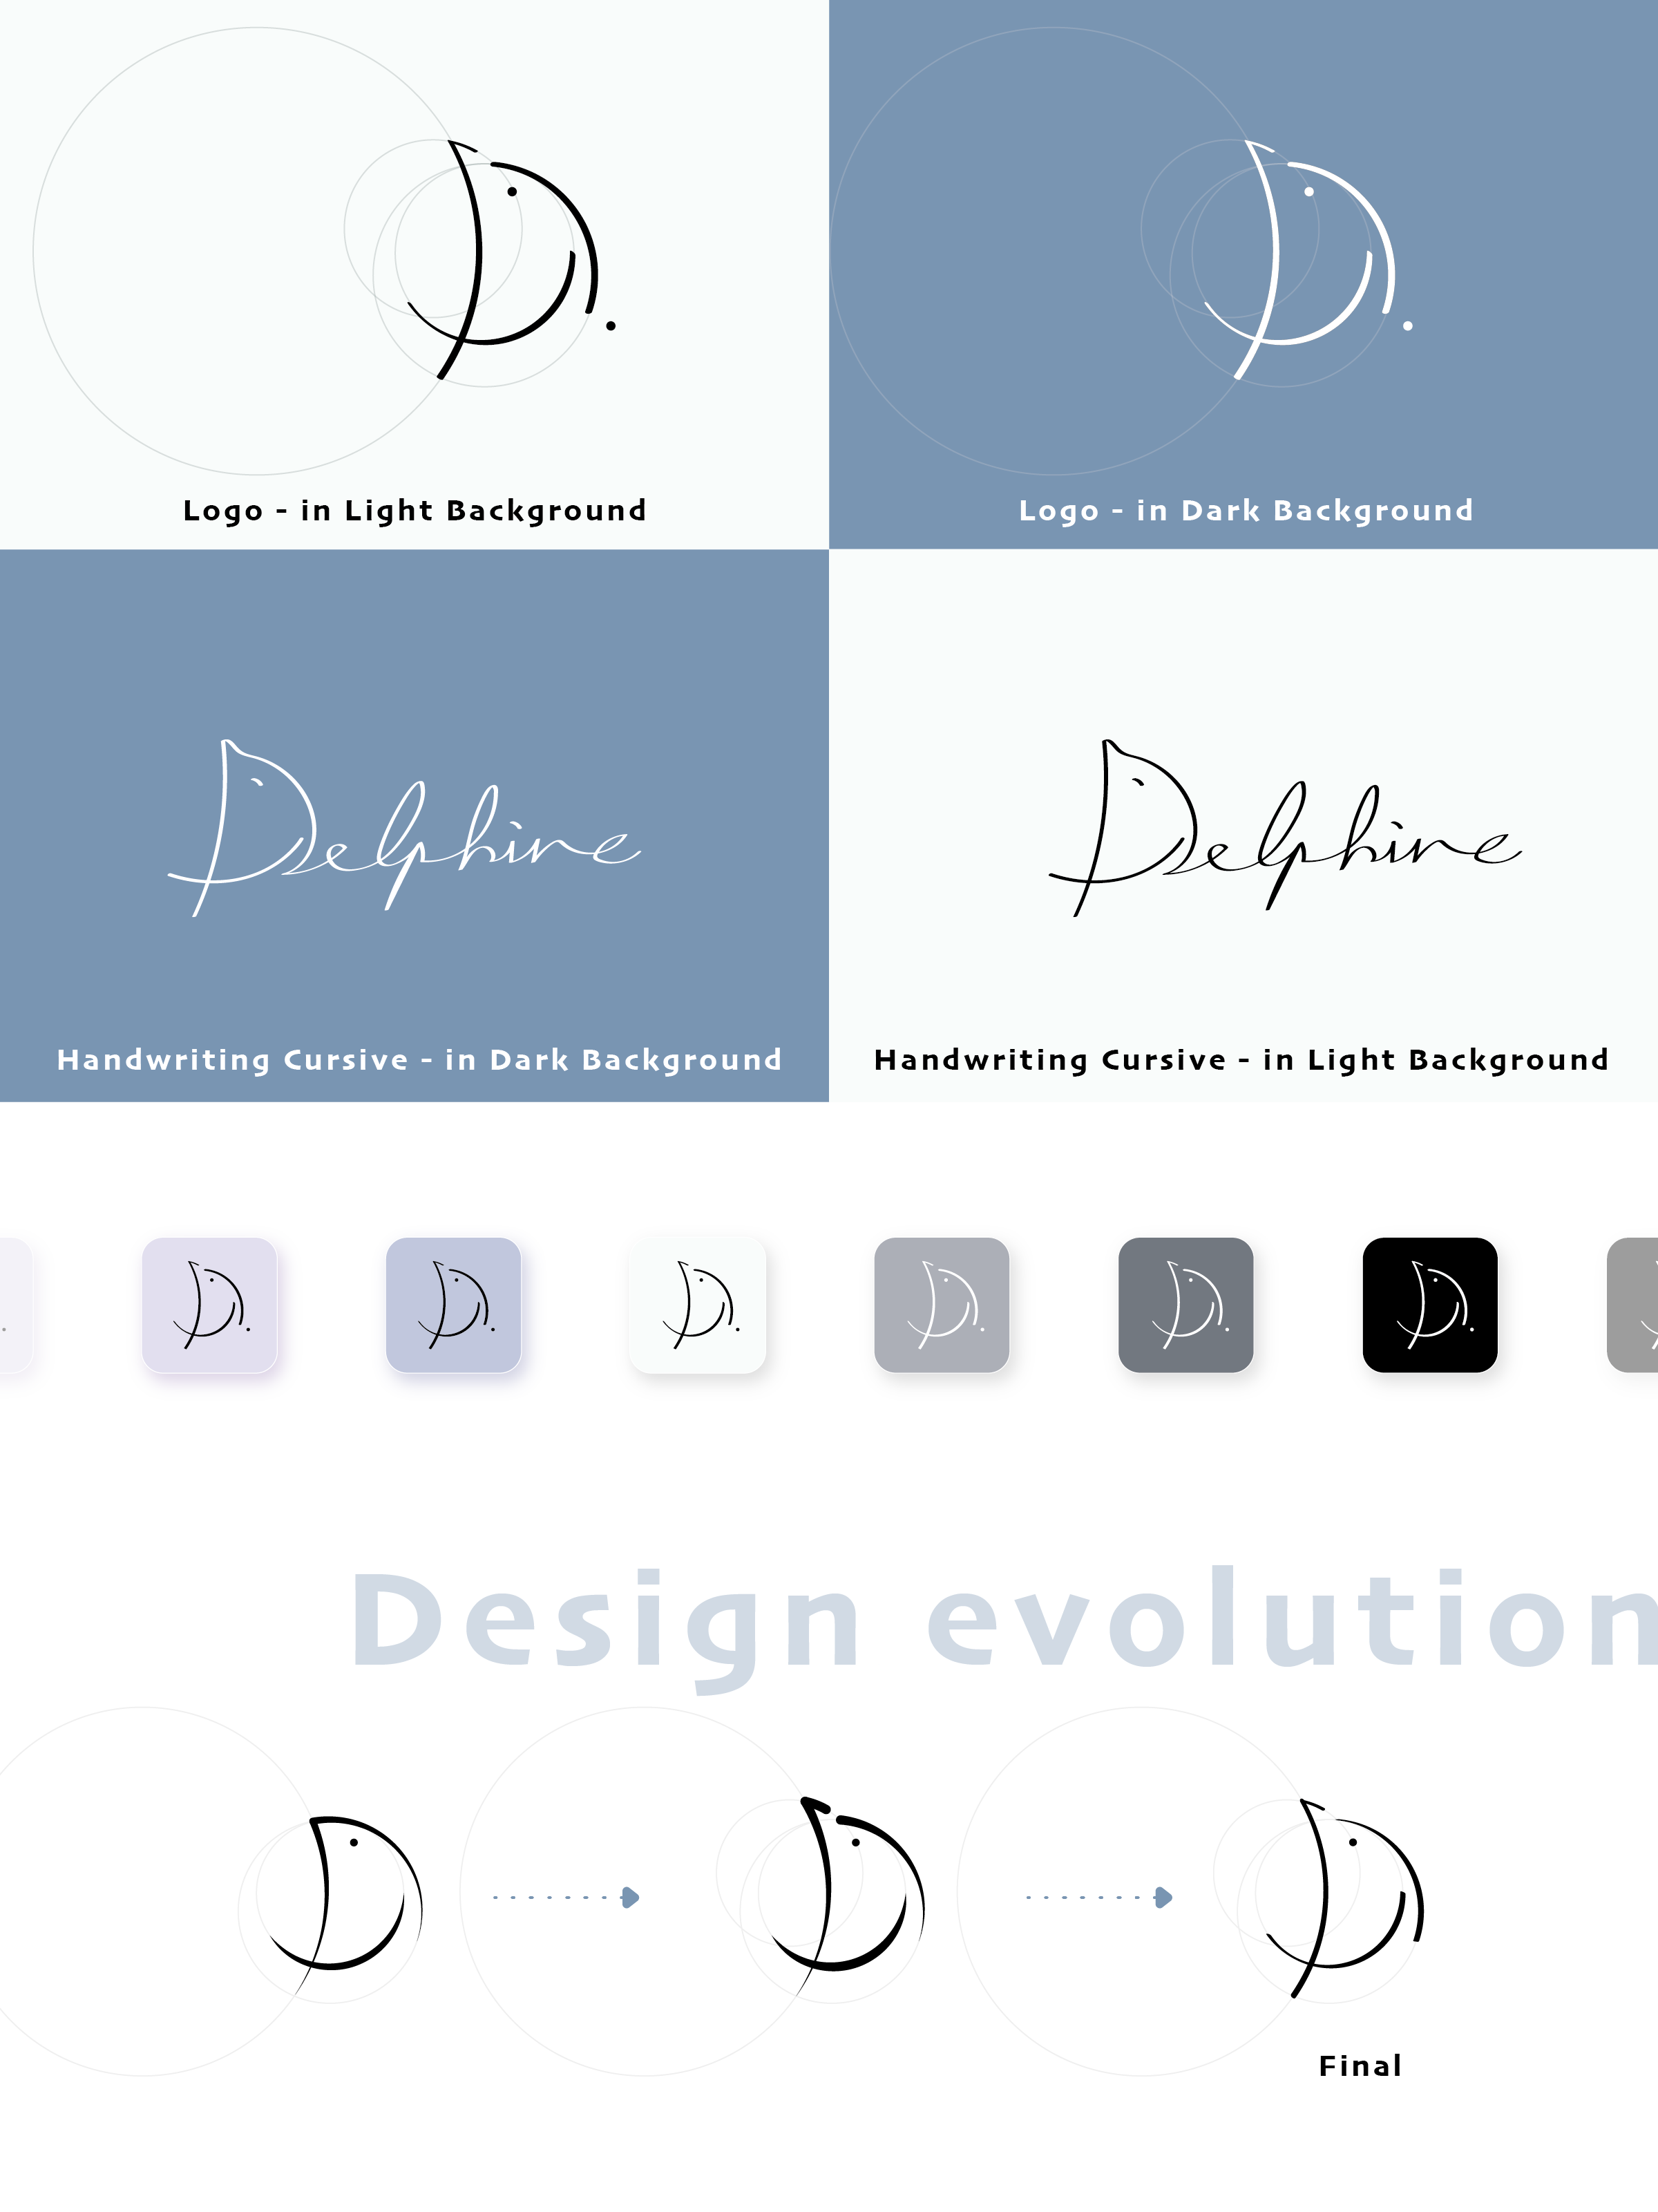 Logo - in Light Background
Logo - in Dark Background
Delphine
Delphine
Handwriting Cursive - in Dark Background
Handwriting Cursive - in Light Background
Design evolution
Final